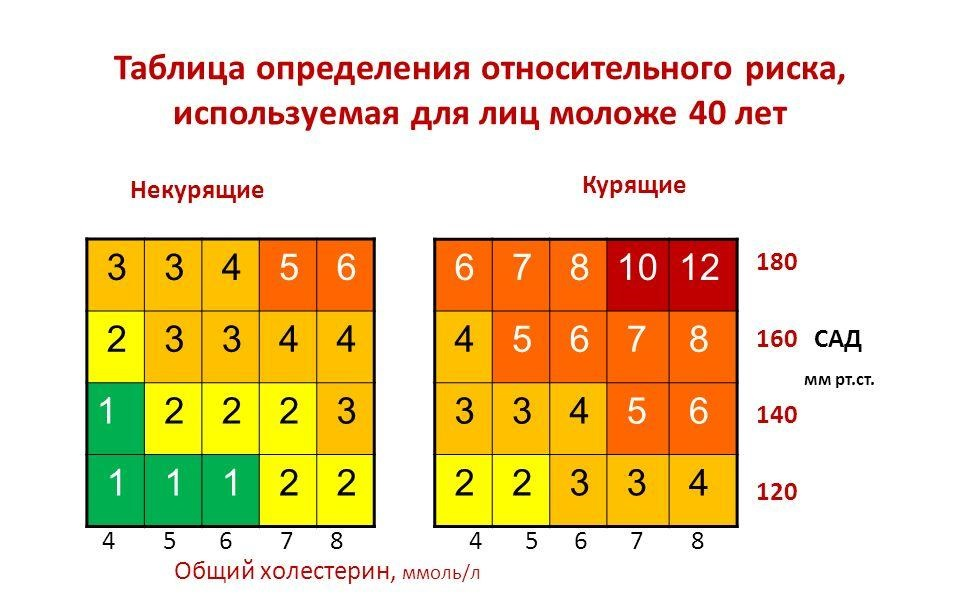 Таблица определения относительного риска,
используемая для лиц моложе 40 лет
Некурящие Курящие
3 3 4 5 6 6 7 8 10 12 180
2 3 3 4 4 4 5 6 7 8 160 САД
мм рт.ст.
1 2 2 2 3 3 3 4 5 6 140
1 1 1 2 2 2 2 3 3 4 120
4 5 6 7 8 4 5 6 7 8
Общий холестерин, ммоль/л